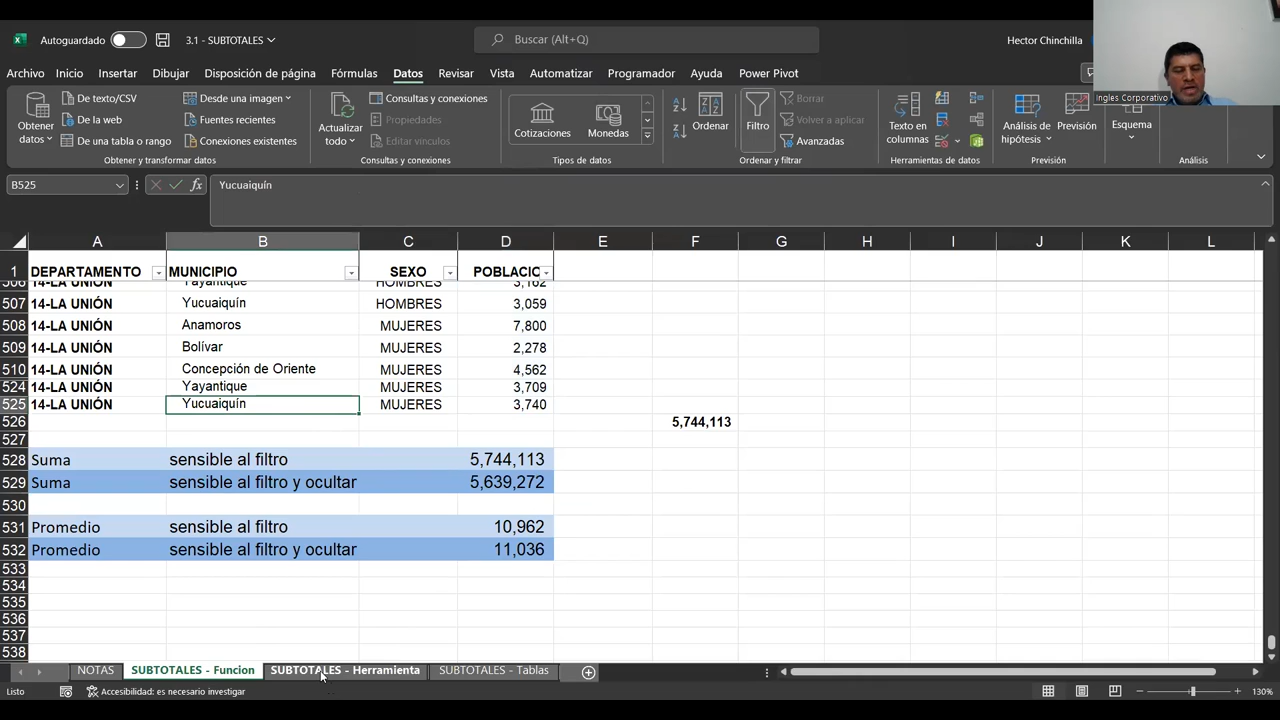 Autoguardado
3.1 - SUBTOTALES
Buscar (Alt+Q)
Hector Chinchilla
Ingles Corporativo
Archivo Inicio Insertar Dibujar Disposición de página Fórmulas Datos Revisar Vista Automatizar Programador Ayuda Power Pivot
Obtener datos
De texto/CSV
De la web
De una tabla o rango
Desde una imagen
Fuentes recientes
Conexiones existentes
Obtener y transformar datos
Actualizar todo
Consultas y conexiones
Propiedades
Editar vínculos
Consultas y conexiones
Cotizaciones
Monedas
Tipos de datos
Ordenar
Filtro
Borrar
Volver a aplicar
Avanzadas
Ordenar y filtrar
Texto en columnas
Herramientas de datos
Análisis de hipótesis
Previsión
Previsión
Esquema
Análisis
B525 fx Yucuaiquín
A B C D E F G H I J K L
1 DEPARTAMENTO MUNICIPIO SEXO POBLACIO
506 14-LA UNIÓN Yayantique HOMBRES 3,162
507 14-LA UNIÓN Yucuaiquín HOMBRES 3,059
508 14-LA UNIÓN Anamoros MUJERES 7,800
509 14-LA UNIÓN Bolívar MUJERES 2,278
510 14-LA UNIÓN Concepción de Oriente MUJERES 4,562
524 14-LA UNIÓN Yayantique MUJERES 3,709
525 14-LA UNIÓN Yucuaiquín MUJERES 3,740
526 5,744,113
527
528 Suma sensible al filtro 5,744,113
529 Suma sensible al filtro y ocultar 5,639,272
530
531 Promedio sensible al filtro 10,962
532 Promedio sensible al filtro y ocultar 11,036
533
534
535
536
537
538
NOTAS SUBTOTALES - Funcion SUBTOTALES - Herramienta SUBTOTALES - Tablas
Listo Accesibilidad: es necesario investigar 130%